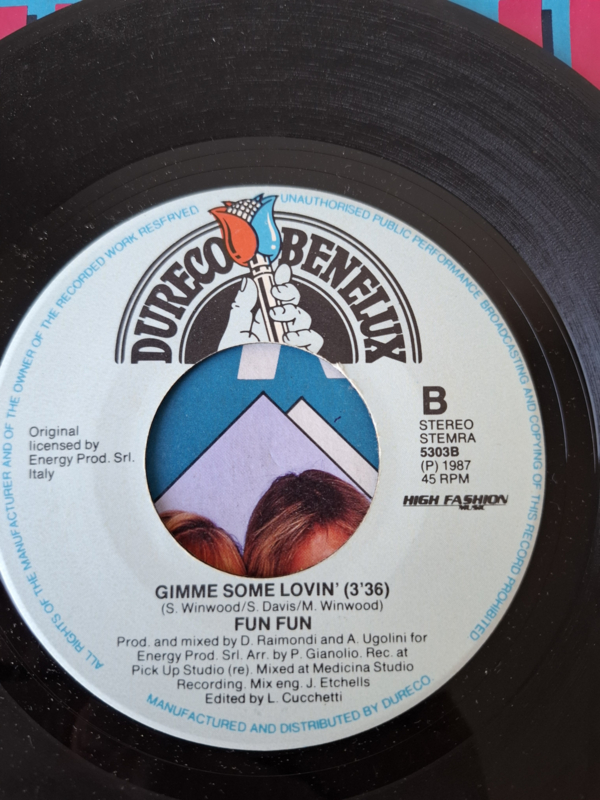 ALL RIGHTS OF THE MANUFACTURER AND OF THE OWNER OF THE RECORDED WORK RESERVED
UNAUTHORISED PUBLIC PERFORMANCE BROADCASTING AND COPYING OF THIS RECORD PROHIBITED
DURECO BENELUX
B
STEREO
STEMRA
5303B
(P) 1987
45 RPM
HIGH FASHION
MUSIC
Original
licensed by
Energy Prod. Srl.
Italy
GIMME SOME LOVIN' (3'36)
(S. Winwood/S. Davis/M. Winwood)
FUN FUN
Prod. and mixed by D. Raimondi and A. Ugolini for
Energy Prod. Srl. Arr. by P. Gianolio. Rec. at
Pick Up Studio (re). Mixed at Medicina Studio
Recording. Mix eng. J. Etchells
Edited by L. Cucchetti
MANUFACTURED AND DISTRIBUTED BY DURECO.